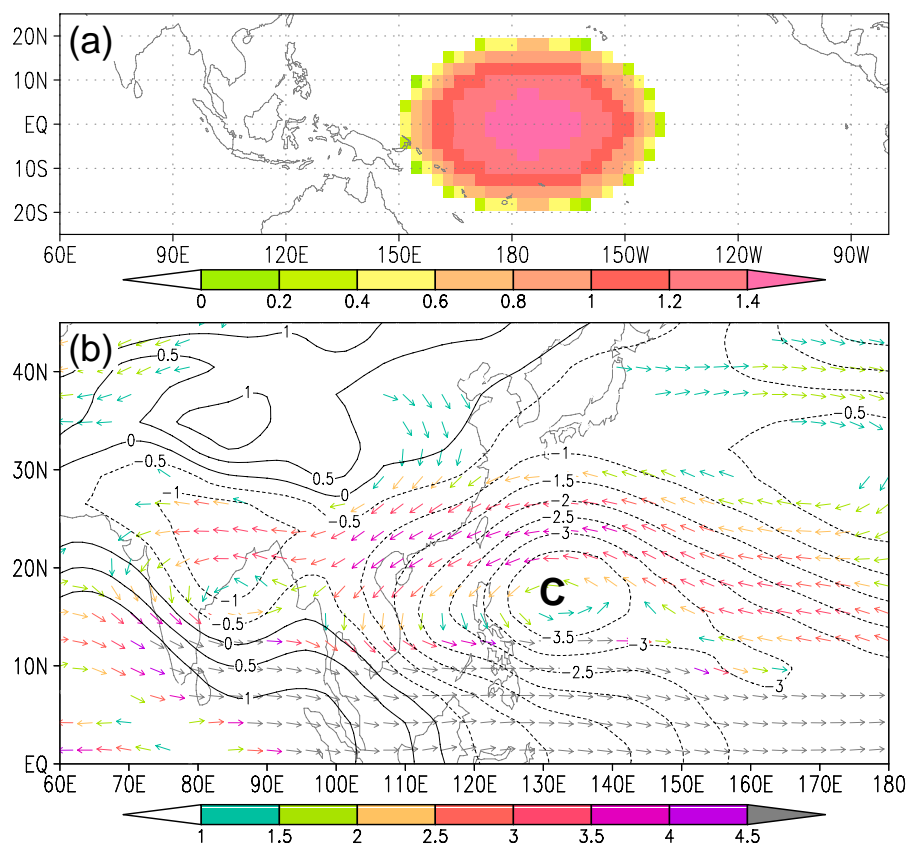 (a)
20N
10N
EQ
10S
20S
60E 90E 120E 150E 180 150W 120W 90W
0 0.2 0.4 0.6 0.8 1 1.2 1.4
(b)
40N
30N
20N
10N
EQ
1
0.5
1
0.5
0
0
-0.5
-1
-0.5
-1
-0.5
0
0.5
1
-0.5
-1
-1.5
-2
-2.5
-3
C
3.5
-3
-2.5
3
60E 70E 80E 90E 100E 110E 120E 130E 140E 150E 160E 170E 180
1 1.5 2 2.5 3 3.5 4 4.5